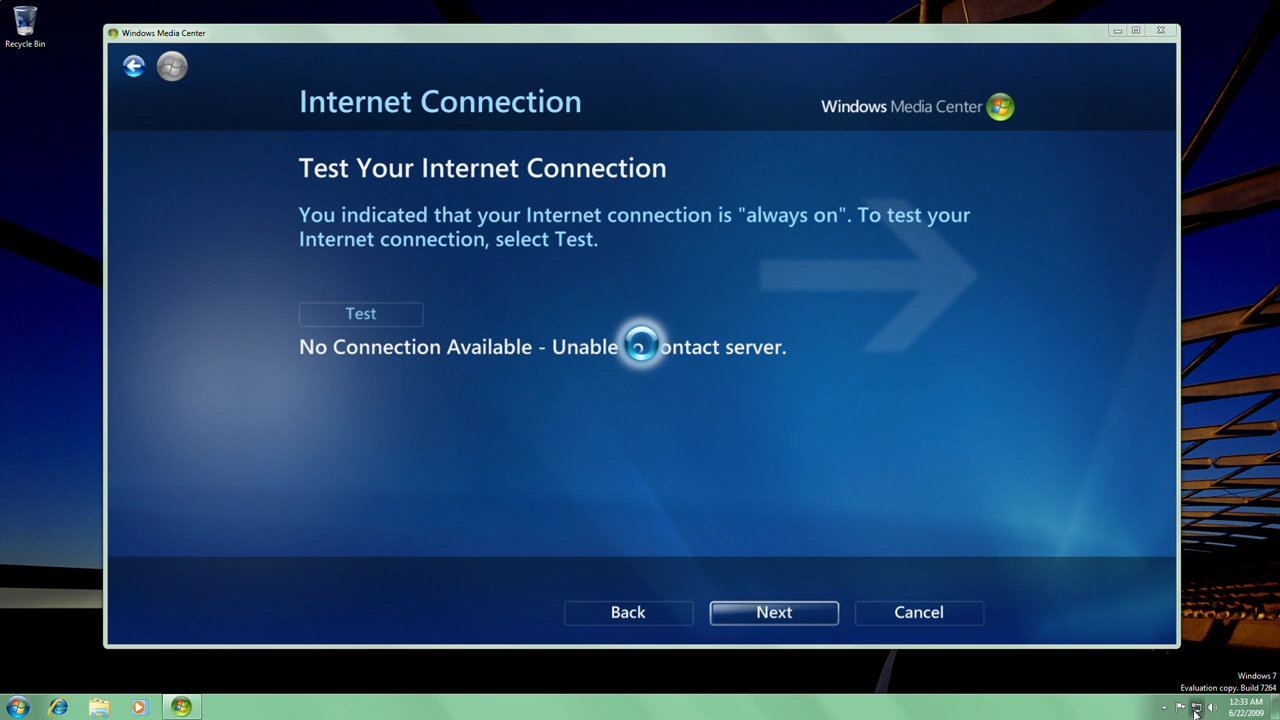 Recycle Bin
Windows Media Center
Internet Connection
Windows Media Center
Test Your Internet Connection
You indicated that your Internet connection is "always on". To test your
Internet connection, select Test.
Test
No Connection Available - Unable ontact server.
Back
Next
Cancel
Windows 7
Evaluation copy. Build 7264
12:33 AM
6/22/2009